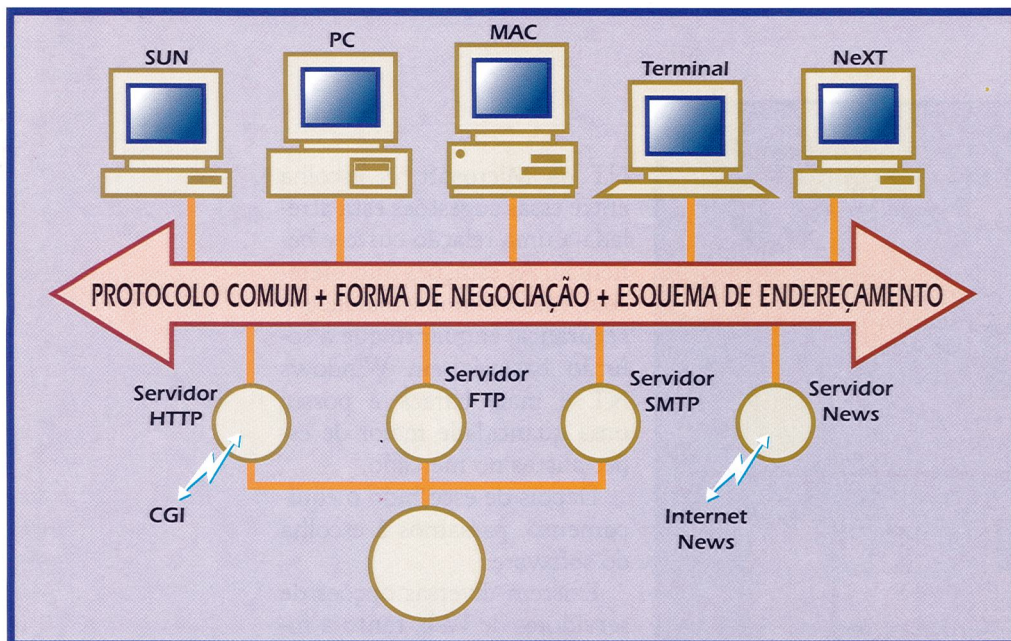 SUN
PC
MAC
Terminal
NeXT
PROTOCOLO COMUM + FORMA DE NEGOCIAÇÃO + ESQUEMA DE ENDEREÇAMENTO
Servidor
HTTP
Servidor
FTP
Servidor
SMTP
Servidor
News
CGI
Internet
News